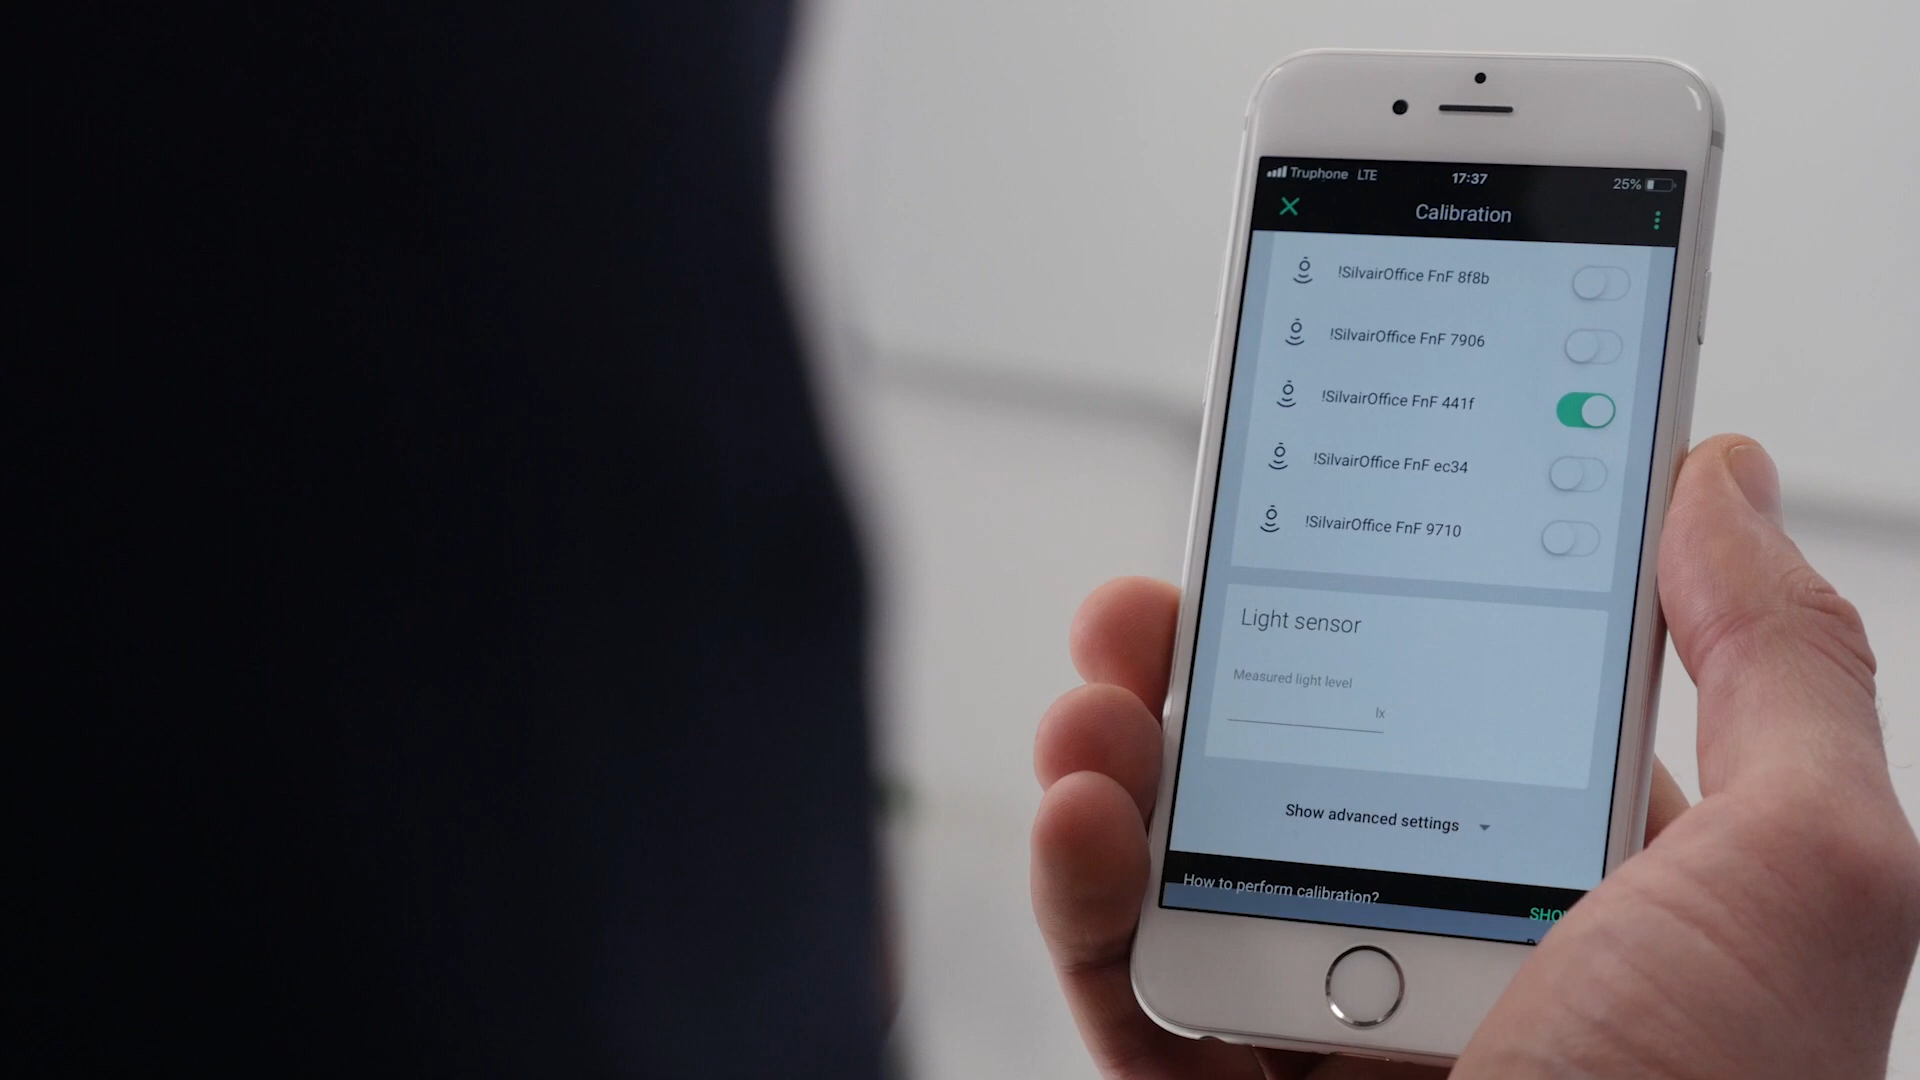 Truphone LTE 17:37 25%
Calibration
!SilvairOffice FnF 8f8b
!SilvairOffice FnF 7906
!SilvairOffice FnF 441f
!SilvairOffice FnF ec34
!SilvairOffice FnF 9710
Light sensor
Measured light level
lx
Show advanced settings
How to perform calibration?